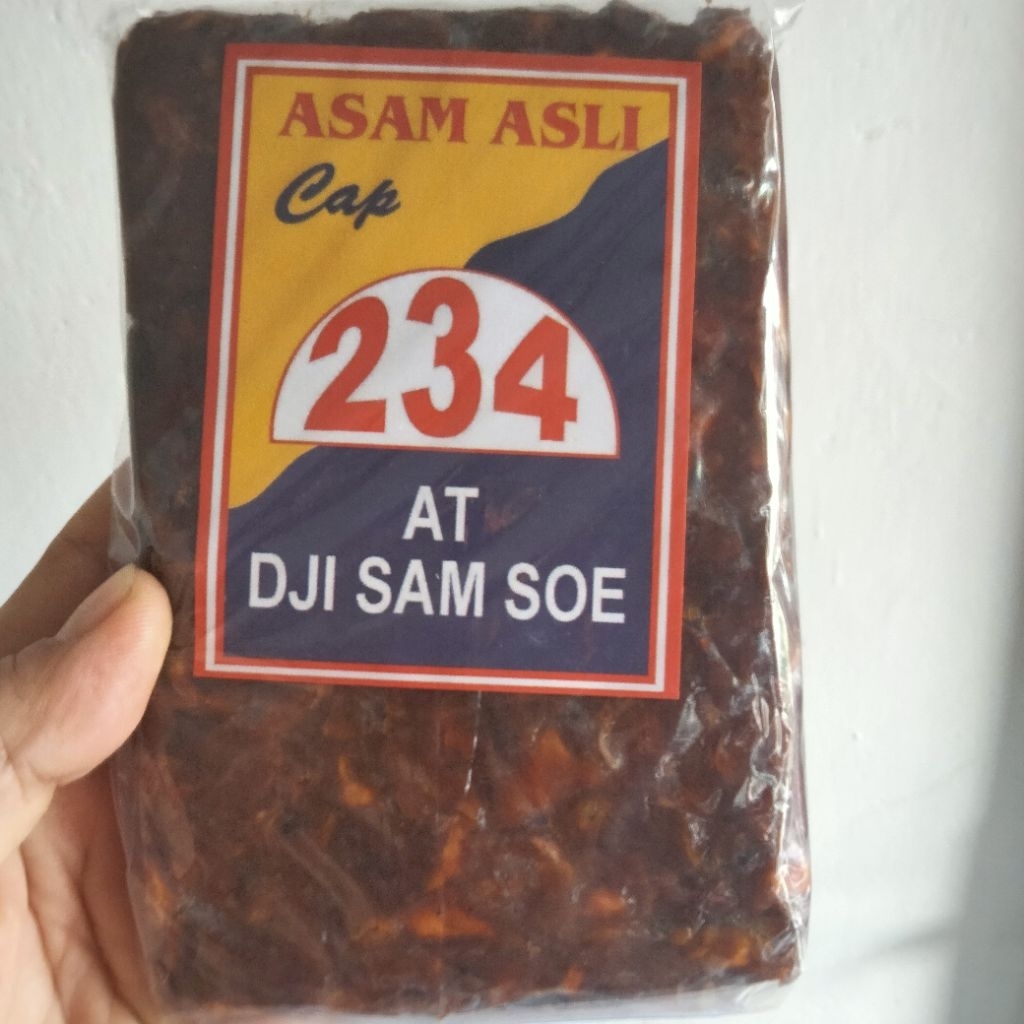 ASAM ASLI
Cap
234
AT
DJI SAM SOE